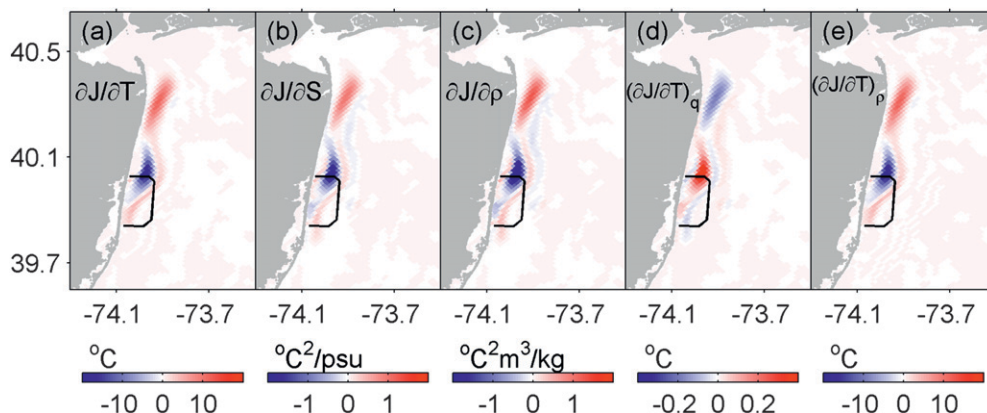 (a) (b) (c) (d) (e)
∂J/∂T ∂J/∂S ∂J/∂ρ (∂J/∂T)q (∂J/∂T)ρ
40.5
40.1
39.7
-74.1 -73.7 -74.1 -73.7 -74.1 -73.7 -74.1 -73.7 -74.1 -73.7
°C °C²/psu °C²m³/kg °C °C
-10 0 10 -1 0 1 -1 0 1 -0.2 0 0.2 -10 0 10